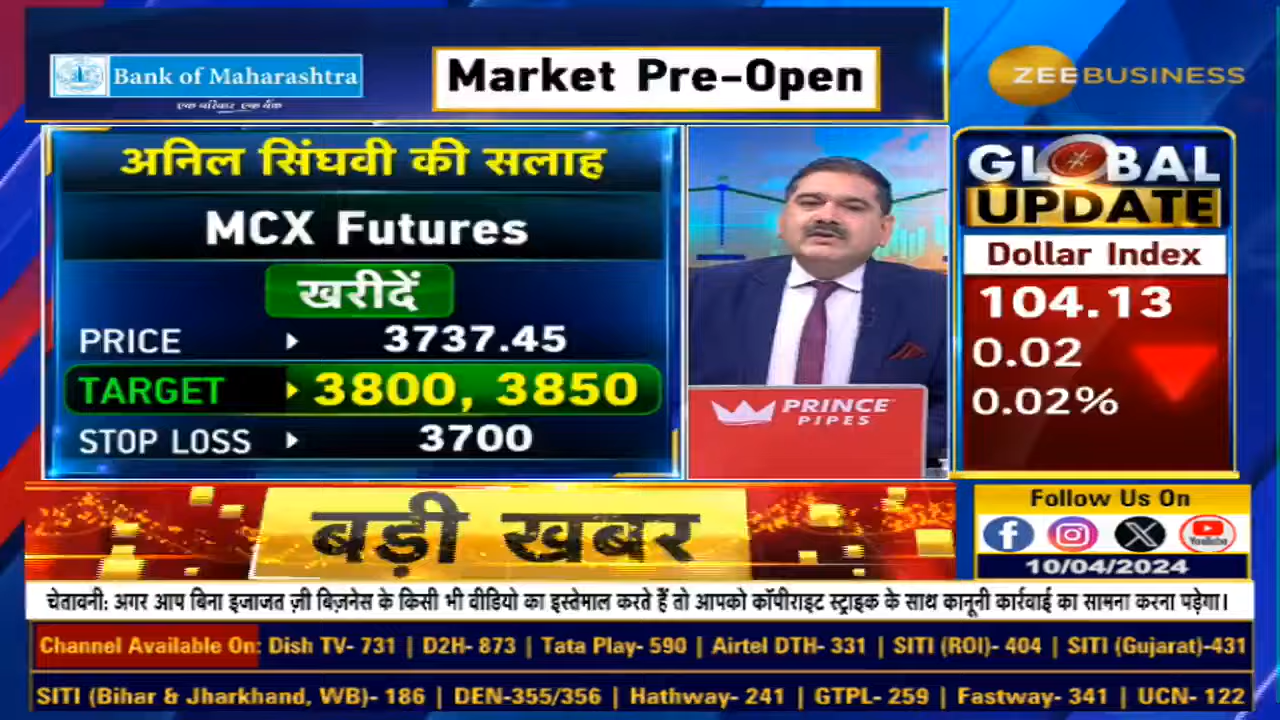 Bank of Maharashtra
एक परिवार एक बैंक
Market Pre-Open
ZEEBUSINESS
अनिल सिंघवी की सलाह
MCX Futures
खरीदें
PRICE 3737.45
TARGET 3800, 3850
STOP LOSS 3700
PRINCE
PIPES
GLOBAL
UPDATE
Dollar Index
104.13
0.02
0.02%
बड़ी खबर
Follow Us On
YouTube
10/04/2024
चेतावनी: अगर आप बिना इजाजत ज़ी बिज़नेस के किसी भी वीडियो का इस्तेमाल करते हैं तो आपको कॉपीराइट स्ट्राइक के साथ कानूनी कार्रवाई का सामना करना पड़ेगा।
Channel Available On: Dish TV- 731 | D2H- 873 | Tata Play- 590 | Airtel DTH- 331 | SITI (ROI)- 404 | SITI (Gujarat)-431
SITI (Bihar & Jharkhand, WB)- 186 | DEN-355/356 | Hathway- 241 | GTPL- 259 | Fastway- 341 | UCN- 122